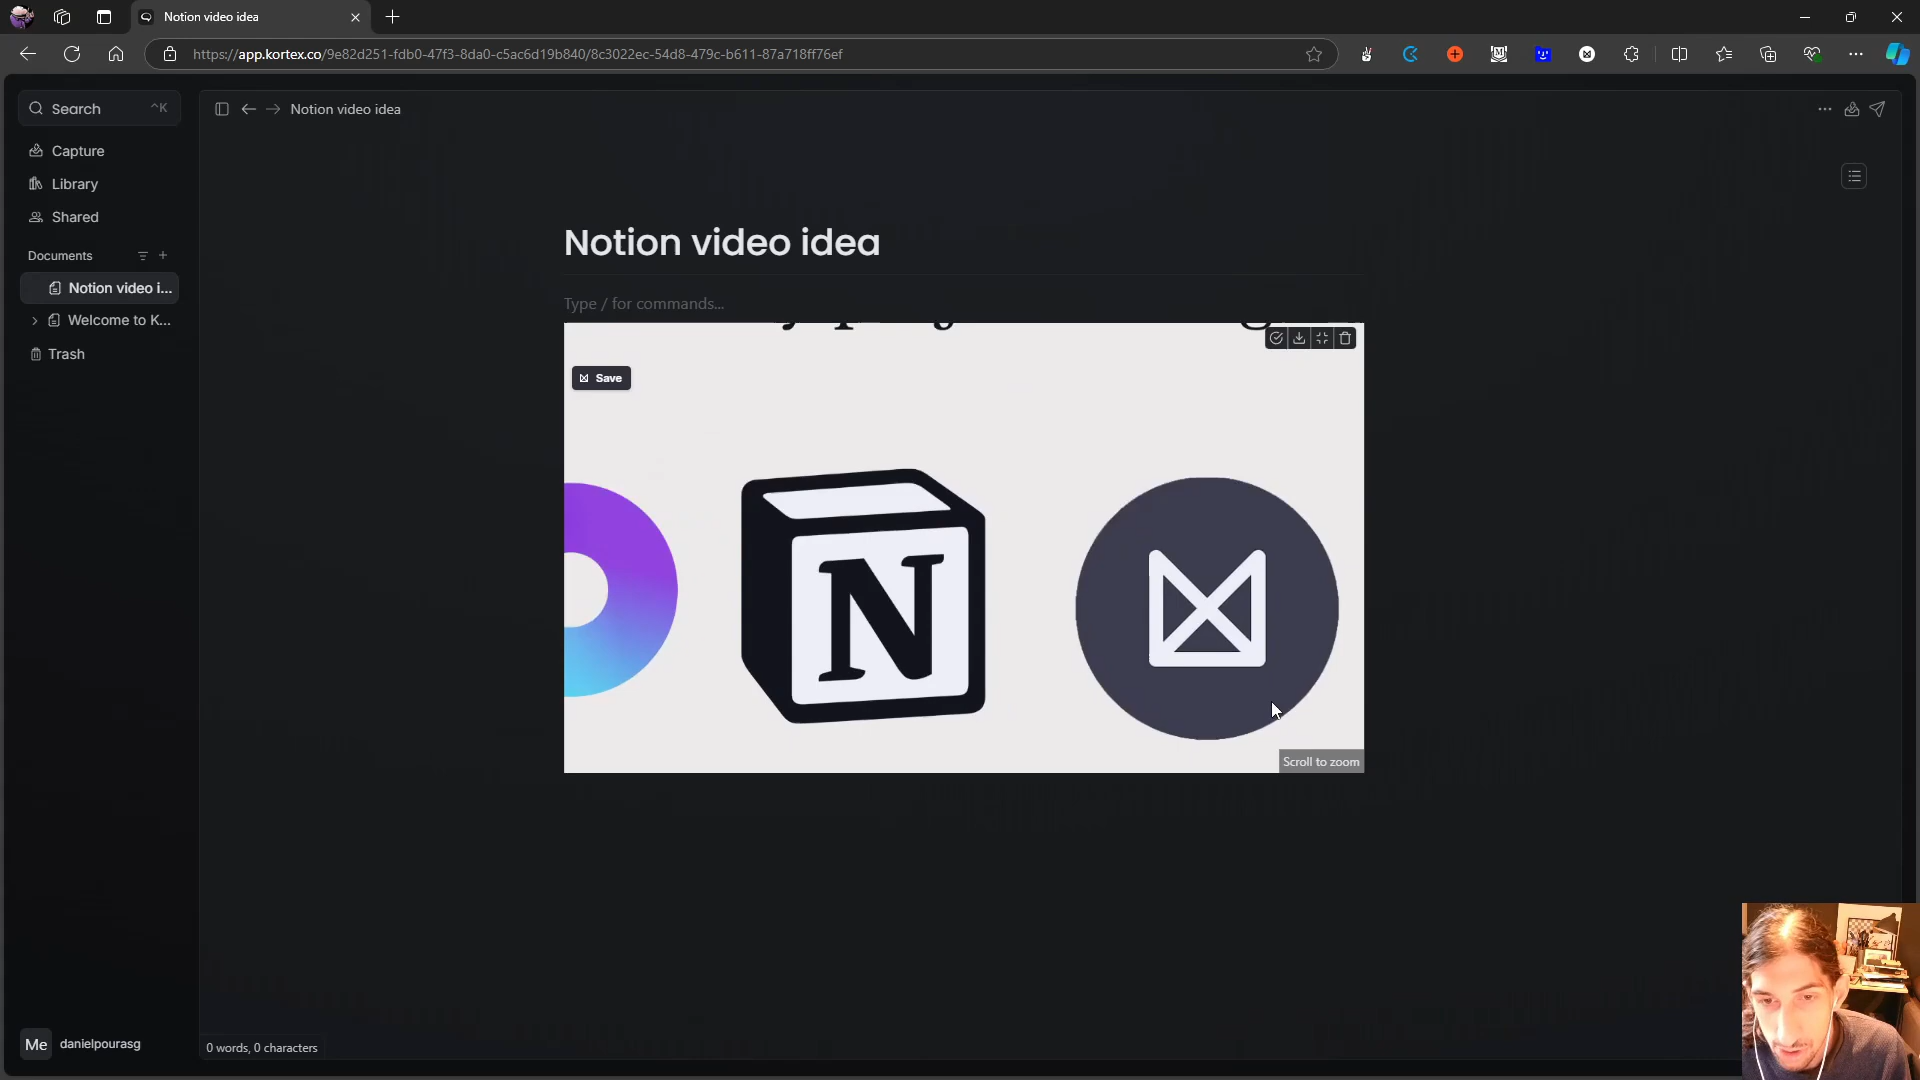 Notion video idea
https://app.kortex.co/9e82d251-fdb0-47f3-8da0-c5ac6d19b840/8c3022ec-54d8-479c-b611-87a718ff76ef
Search ^K
Notion video idea
Capture
Library
Shared
Documents
Notion video i...
Welcome to K...
Trash
Notion video idea
Type / for commands...
Save
N
Scroll to zoom
Me danielpourasg
0 words, 0 characters